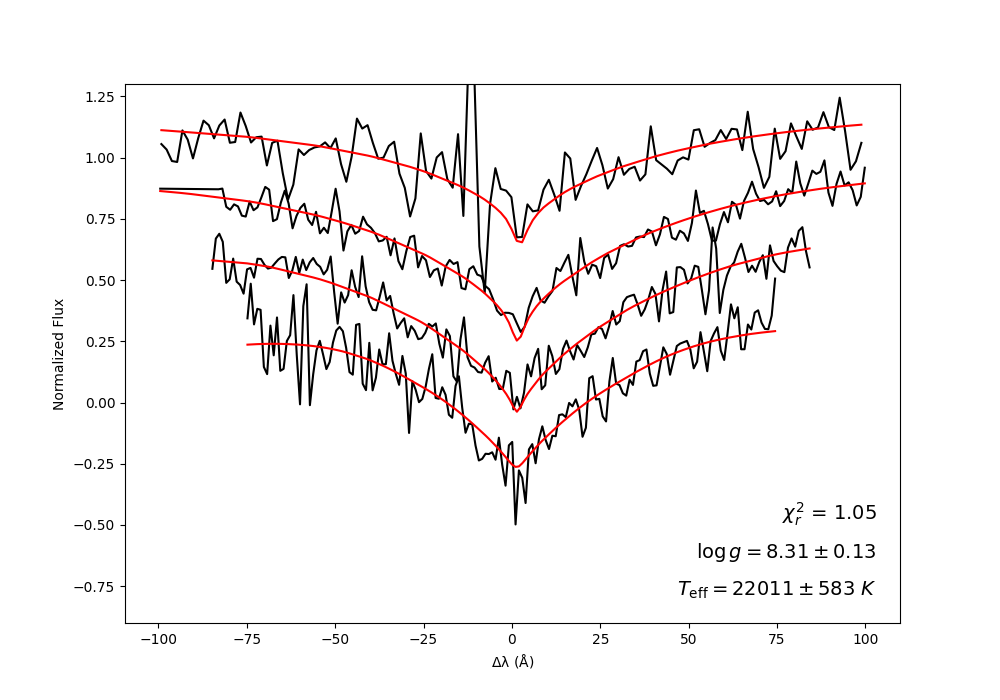 1.25
1.00
0.75
0.50
0.25
0.00
−0.25
−0.50
−0.75
Normalized Flux
χ²ᵣ = 1.05
log g = 8.31 ± 0.13
T_eff = 22011 ± 583 K
−100 −75 −50 −25 0 25 50 75 100
Δλ (Å)